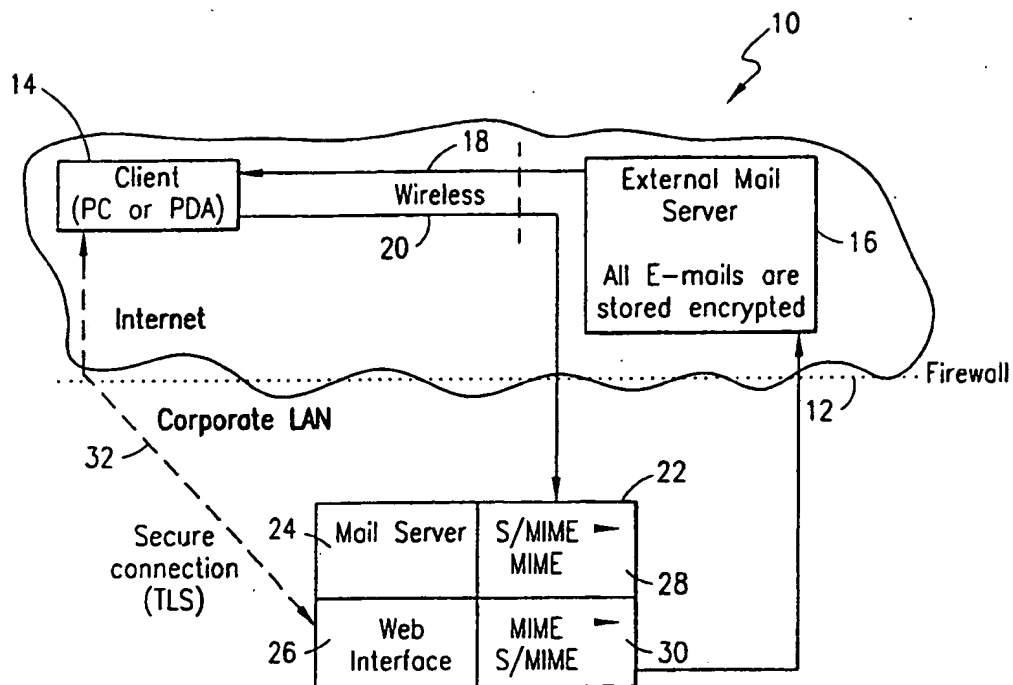 10
14
18
Client
(PC or PDA)
Wireless
20
External Mail
Server
16
All E-mails are
stored encrypted
Internet
Firewall
12
Corporate LAN
32
22
24
Mail Server
S/MIME
MIME
28
Secure
connection
(TLS)
26
Web
Interface
MIME
S/MIME
30